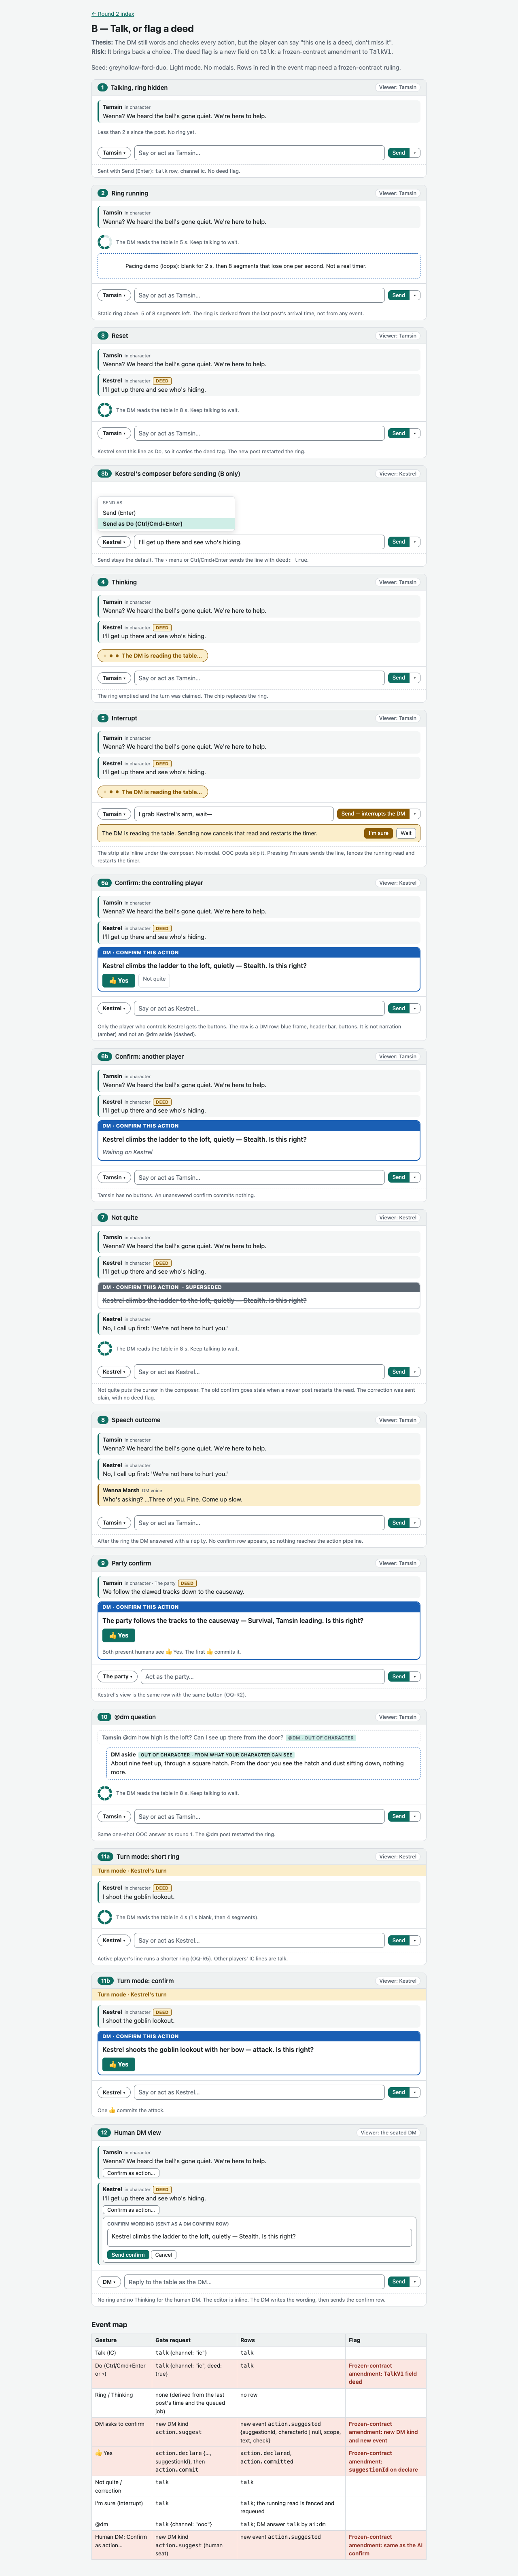 ← Round 2 index
B — Talk, or flag a deed
Thesis: The DM still words and checks every action, but the player can say "this one is a deed, don't miss it".
Risk: It brings back a choice. The deed flag is a new field on talk: a frozen-contract amendment to TalkV1.
Seed: greyhollow-ford-duo. Light mode. No modals. Rows in red in the event map need a frozen-contract ruling.
1 Talking, ring hidden Viewer: Tamsin
Tamsin in character
Wenna? We heard the bell's gone quiet. We're here to help.
Less than 2 s since the post. No ring yet.
Tamsin ▾ Say or act as Tamsin… Send ▾
Sent with Send (Enter): talk row, channel ic. No deed flag.
2 Ring running Viewer: Tamsin
Tamsin in character
Wenna? We heard the bell's gone quiet. We're here to help.
The DM reads the table in 5 s. Keep talking to wait.
Pacing demo (loops): blank for 2 s, then 8 segments that lose one per second. Not a real timer.
Tamsin ▾ Say or act as Tamsin… Send ▾
Static ring above: 5 of 8 segments left. The ring is derived from the last post's arrival time, not from any event.
3 Reset Viewer: Tamsin
Tamsin in character
Wenna? We heard the bell's gone quiet. We're here to help.
Kestrel in character DEED
I'll get up there and see who's hiding.
The DM reads the table in 8 s. Keep talking to wait.
Tamsin ▾ Say or act as Tamsin… Send ▾
Kestrel sent this line as Do, so it carries the deed tag. The new post restarted the ring.
3b Kestrel's composer before sending (B only) Viewer: Kestrel
SEND AS
Send (Enter)
Send as Do (Ctrl/Cmd+Enter)
Kestrel ▾ I'll get up there and see who's hiding. Send ▾
Send stays the default. The ▾ menu or Ctrl/Cmd+Enter sends the line with deed: true.
4 Thinking Viewer: Tamsin
Tamsin in character
Wenna? We heard the bell's gone quiet. We're here to help.
Kestrel in character DEED
I'll get up there and see who's hiding.
The DM is reading the table…
Tamsin ▾ Say or act as Tamsin… Send ▾
The ring emptied and the turn was claimed. The chip replaces the ring.
5 Interrupt Viewer: Tamsin
Tamsin in character
Wenna? We heard the bell's gone quiet. We're here to help.
Kestrel in character DEED
I'll get up there and see who's hiding.
The DM is reading the table…
Tamsin ▾ I grab Kestrel's arm, wait— Send — interrupts the DM ▾
The DM is reading the table. Sending now cancels that read and restarts the timer. I'm sure Wait
The strip sits inline under the composer. No modal. OOC posts skip it. Pressing I'm sure sends the line, fences the running read and
restarts the timer.
6a Confirm: the controlling player Viewer: Kestrel
Tamsin in character
Wenna? We heard the bell's gone quiet. We're here to help.
Kestrel in character DEED
I'll get up there and see who's hiding.
DM · CONFIRM THIS ACTION
Kestrel climbs the ladder to the loft, quietly — Stealth. Is this right?
👍 Yes Not quite
Kestrel ▾ Say or act as Kestrel… Send ▾
Only the player who controls Kestrel gets the buttons. The row is a DM row: blue frame, header bar, buttons. It is not narration
(amber) and not an @dm aside (dashed).
6b Confirm: another player Viewer: Tamsin
Tamsin in character
Wenna? We heard the bell's gone quiet. We're here to help.
Kestrel in character DEED
I'll get up there and see who's hiding.
DM · CONFIRM THIS ACTION
Kestrel climbs the ladder to the loft, quietly — Stealth. Is this right?
Waiting on Kestrel
Tamsin ▾ Say or act as Tamsin… Send ▾
Tamsin has no buttons. An unanswered confirm commits nothing.
7 Not quite Viewer: Kestrel
Tamsin in character
Wenna? We heard the bell's gone quiet. We're here to help.
Kestrel in character DEED
I'll get up there and see who's hiding.
DM · CONFIRM THIS ACTION · SUPERSEDED
Kestrel climbs the ladder to the loft, quietly — Stealth. Is this right?
Kestrel in character
No, I call up first: 'We're not here to hurt you.'
The DM reads the table in 8 s. Keep talking to wait.
Kestrel ▾ Say or act as Kestrel… Send ▾
Not quite puts the cursor in the composer. The old confirm goes stale when a newer post restarts the read. The correction was sent
plain, with no deed flag.
8 Speech outcome Viewer: Tamsin
Tamsin in character
Wenna? We heard the bell's gone quiet. We're here to help.
Kestrel in character
No, I call up first: 'We're not here to hurt you.'
Wenna Marsh DM voice
Who's asking? …Three of you. Fine. Come up slow.
Tamsin ▾ Say or act as Tamsin… Send ▾
After the ring the DM answered with a reply. No confirm row appears, so nothing reaches the action pipeline.
9 Party confirm Viewer: Tamsin
Tamsin in character · The party DEED
We follow the clawed tracks down to the causeway.
DM · CONFIRM THIS ACTION
The party follows the tracks to the causeway — Survival, Tamsin leading. Is this right?
👍 Yes
Both present humans see 👍 Yes. The first 👍 commits it.
The party ▾ Act as the party… Send ▾
Kestrel's view is the same row with the same button (OQ-R2).
10 @dm question Viewer: Tamsin
Tamsin @dm how high is the loft? Can I see up there from the door? @DM · OUT OF CHARACTER
DM aside OUT OF CHARACTER · FROM WHAT YOUR CHARACTER CAN SEE
About nine feet up, through a square hatch. From the door you see the hatch and dust sifting down, nothing
more.
The DM reads the table in 8 s. Keep talking to wait.
Tamsin ▾ Say or act as Tamsin… Send ▾
Same one-shot OOC answer as round 1. The @dm post restarted the ring.
11a Turn mode: short ring Viewer: Kestrel
Turn mode · Kestrel's turn
Kestrel in character DEED
I shoot the goblin lookout.
The DM reads the table in 4 s (1 s blank, then 4 segments).
Kestrel ▾ Say or act as Kestrel… Send ▾
Active player's line runs a shorter ring (OQ-R5). Other players' IC lines are talk.
11b Turn mode: confirm Viewer: Kestrel
Turn mode · Kestrel's turn
Kestrel in character DEED
I shoot the goblin lookout.
DM · CONFIRM THIS ACTION
Kestrel shoots the goblin lookout with her bow — attack. Is this right?
👍 Yes
Kestrel ▾ Say or act as Kestrel… Send ▾
One 👍 commits the attack.
12 Human DM view Viewer: the seated DM
Tamsin in character
Wenna? We heard the bell's gone quiet. We're here to help.
Confirm as action…
Kestrel in character DEED
I'll get up there and see who's hiding.
Confirm as action…
CONFIRM WORDING (SENT AS A DM CONFIRM ROW)
Kestrel climbs the ladder to the loft, quietly — Stealth. Is this right?
Send confirm Cancel
DM ▾ Reply to the table as the DM… Send ▾
No ring and no Thinking for the human DM. The editor is inline. The DM writes the wording, then sends the confirm row.
Event map
Gesture Gate request Rows Flag
Talk (IC) talk {channel: "ic"} talk
Do (Ctrl/Cmd+Enter or ▾) talk {channel: "ic", deed: true} talk Frozen-contract amendment: TalkV1 field deed
Ring / Thinking none (derived from the last post's time and the queued job) no row
DM asks to confirm new DM kind action.suggest new event action.suggested {suggestionId, characterId | null, scope, text, check} Frozen-contract amendment: new DM kind and new event
👍 Yes action.declare {…, suggestionId}, then action.commit action.declared, action.committed Frozen-contract amendment: suggestionId on declare
Not quite / correction talk talk
I'm sure (interrupt) talk talk; the running read is fenced and requeued
@dm talk {channel: "ooc"} talk; DM answer talk by ai:dm
Human DM: Confirm as action… new DM kind action.suggest (human seat) new event action.suggested Frozen-contract amendment: same as the AI confirm